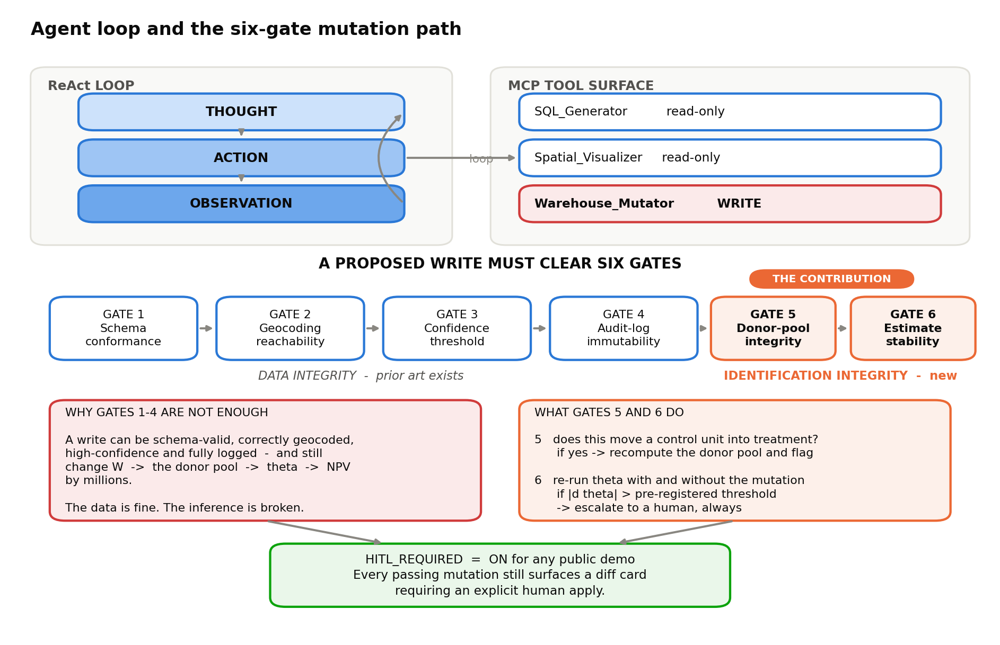 Agent loop and the six-gate mutation path
ReAct LOOP
THOUGHT
ACTION
OBSERVATION
loop
MCP TOOL SURFACE
SQL_Generator read-only
Spatial_Visualizer read-only
Warehouse_Mutator WRITE
A PROPOSED WRITE MUST CLEAR SIX GATES
THE CONTRIBUTION
GATE 1
Schema
conformance
GATE 2
Geocoding
reachability
GATE 3
Confidence
threshold
GATE 4
Audit-log
immutability
GATE 5
Donor-pool
integrity
GATE 6
Estimate
stability
DATA INTEGRITY - prior art exists
IDENTIFICATION INTEGRITY - new
WHY GATES 1-4 ARE NOT ENOUGH
A write can be schema-valid, correctly geocoded,
high-confidence and fully logged - and still
change W -> the donor pool -> theta -> NPV
by millions.
The data is fine. The inference is broken.
WHAT GATES 5 AND 6 DO
5 does this move a control unit into treatment?
if yes -> recompute the donor pool and flag
6 re-run theta with and without the mutation
if |d theta| > pre-registered threshold
-> escalate to a human, always
HITL_REQUIRED = ON for any public demo
Every passing mutation still surfaces a diff card
requiring an explicit human apply.